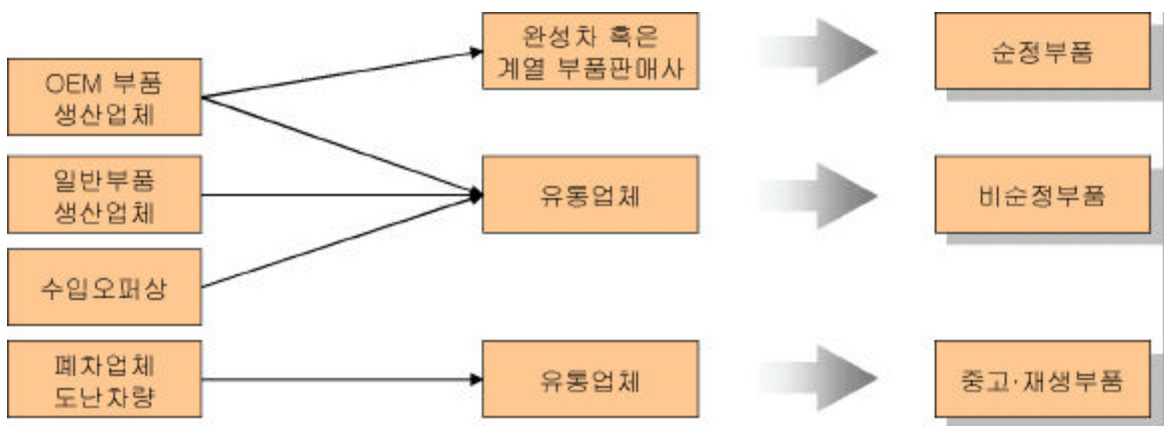 OEM 부품
생산업체
일반부품
생산업체
수입오퍼상
폐차업체
도난차량
완성차 혹은
계열 부품판매사
유통업체
유통업체
순정부품
비순정부품
중고·재생부품